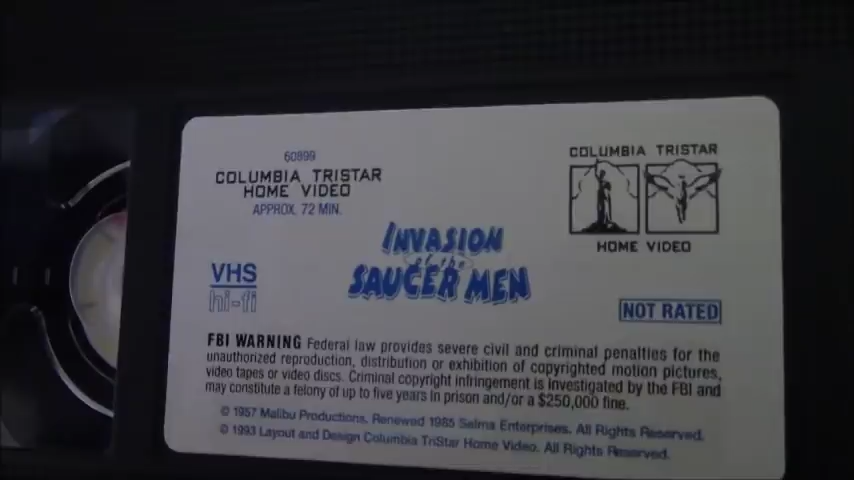 60899
COLUMBIA TRISTAR
HOME VIDEO
APPROX. 72 MIN.
COLUMBIA TRISTAR
HOME VIDEO
INVASION
of the
SAUCER MEN
VHS
hi-fi
NOT RATED
FBI WARNING Federal law provides severe civil and criminal penalties for the
unauthorized reproduction, distribution or exhibition of copyrighted motion pictures,
video tapes or video discs. Criminal copyright infringement is investigated by the FBI and
may constitute a felony of up to five years in prison and/or a $250,000 fine.
© 1957 Malibu Productions, Renewed 1985 Selma Enterprises. All Rights Reserved.
© 1993 Layout and Design Columbia TriStar Home Video. All Rights Reserved.